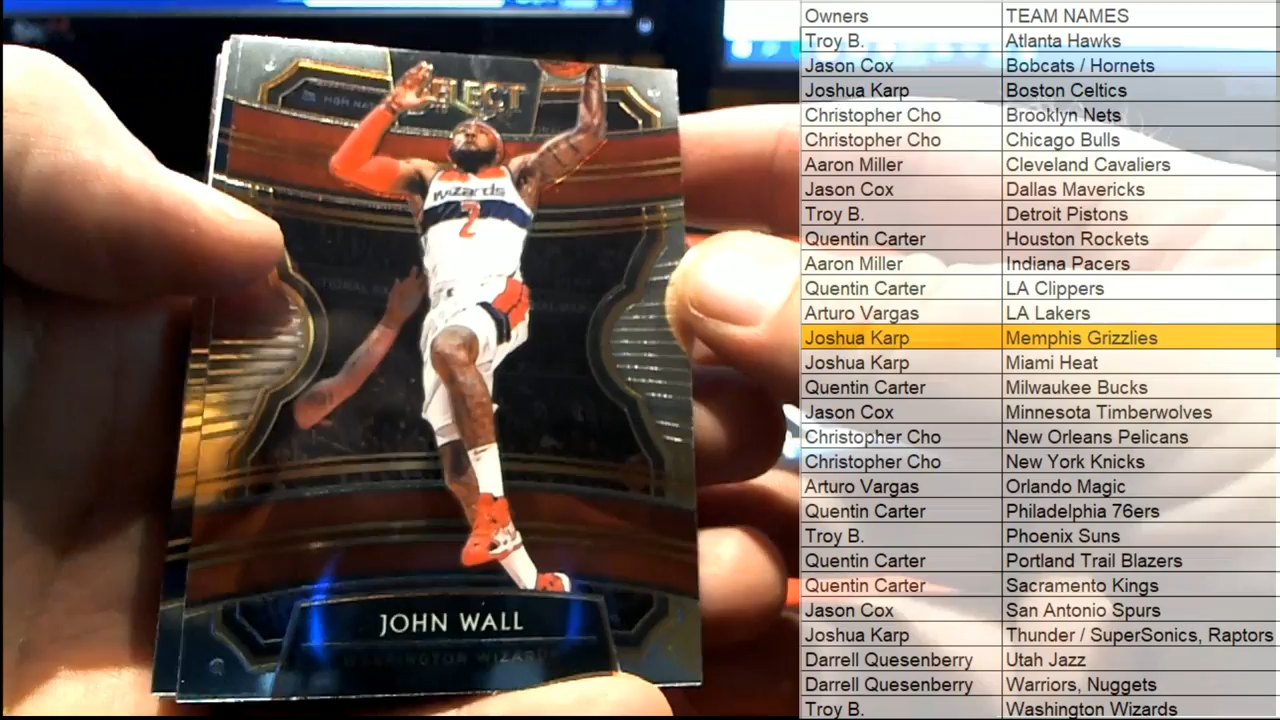 SELECT
wizards
2
JOHN WALL
WASHINGTON WIZARDS
Owners TEAM NAMES
Troy B. Atlanta Hawks
Jason Cox Bobcats / Hornets
Joshua Karp Boston Celtics
Christopher Cho Brooklyn Nets
Christopher Cho Chicago Bulls
Aaron Miller Cleveland Cavaliers
Jason Cox Dallas Mavericks
Troy B. Detroit Pistons
Quentin Carter Houston Rockets
Aaron Miller Indiana Pacers
Quentin Carter LA Clippers
Arturo Vargas LA Lakers
Joshua Karp Memphis Grizzlies
Joshua Karp Miami Heat
Quentin Carter Milwaukee Bucks
Jason Cox Minnesota Timberwolves
Christopher Cho New Orleans Pelicans
Christopher Cho New York Knicks
Arturo Vargas Orlando Magic
Quentin Carter Philadelphia 76ers
Troy B. Phoenix Suns
Quentin Carter Portland Trail Blazers
Quentin Carter Sacramento Kings
Jason Cox San Antonio Spurs
Joshua Karp Thunder / SuperSonics, Raptors
Darrell Quesenberry Utah Jazz
Darrell Quesenberry Warriors, Nuggets
Troy B. Washington Wizards